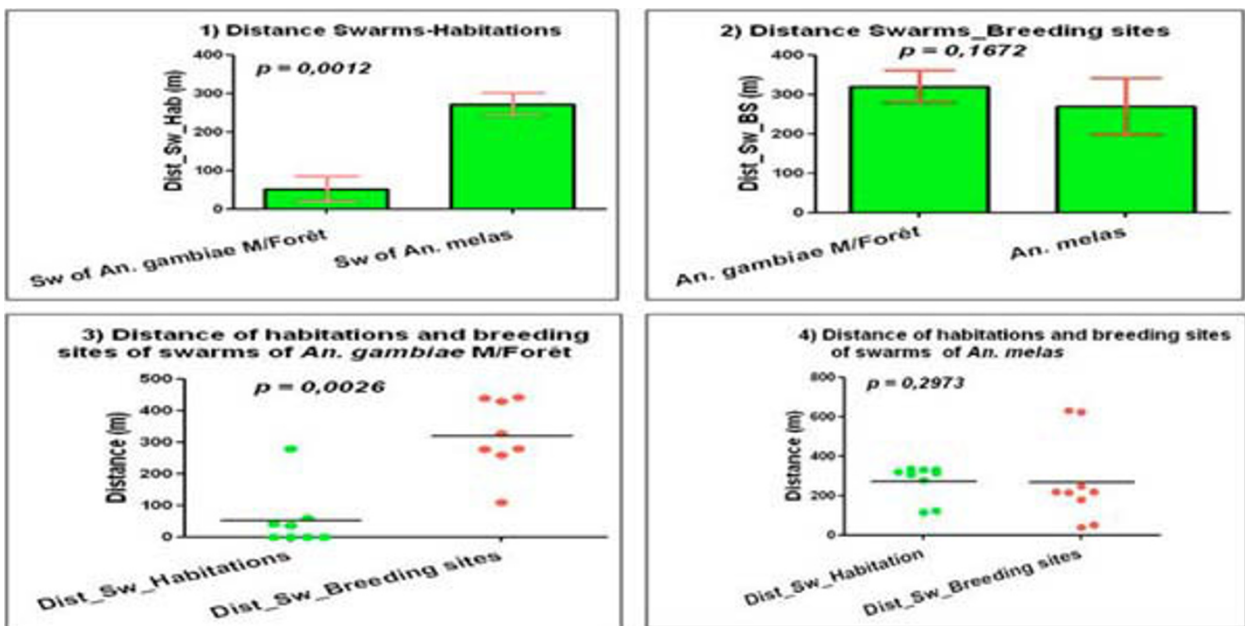 1) Distance Swarms-Habitations
p = 0,0012
Dist_Sw_Hab (m)
400
300
200
100
0
Sw of An. gambiae M/Forêt
Sw of An. melas
2) Distance Swarms_Breeding sites
p = 0,1672
Dist_Sw_BS (m)
400
300
200
100
0
An. gambiae M/Forêt
An. melas
3) Distance of habitations and breeding
sites of swarms of An. gambiae M/Forêt
p = 0,0026
Distance (m)
500
400
300
200
100
0
Dist_Sw_Habitations
Dist_Sw_Breeding sites
4) Distance of habitations and breeding sites
of swarms of An. melas
p = 0,2973
Distance (m)
800
600
400
200
0
Dist_Sw_Habitation
Dist_Sw_Breeding sites